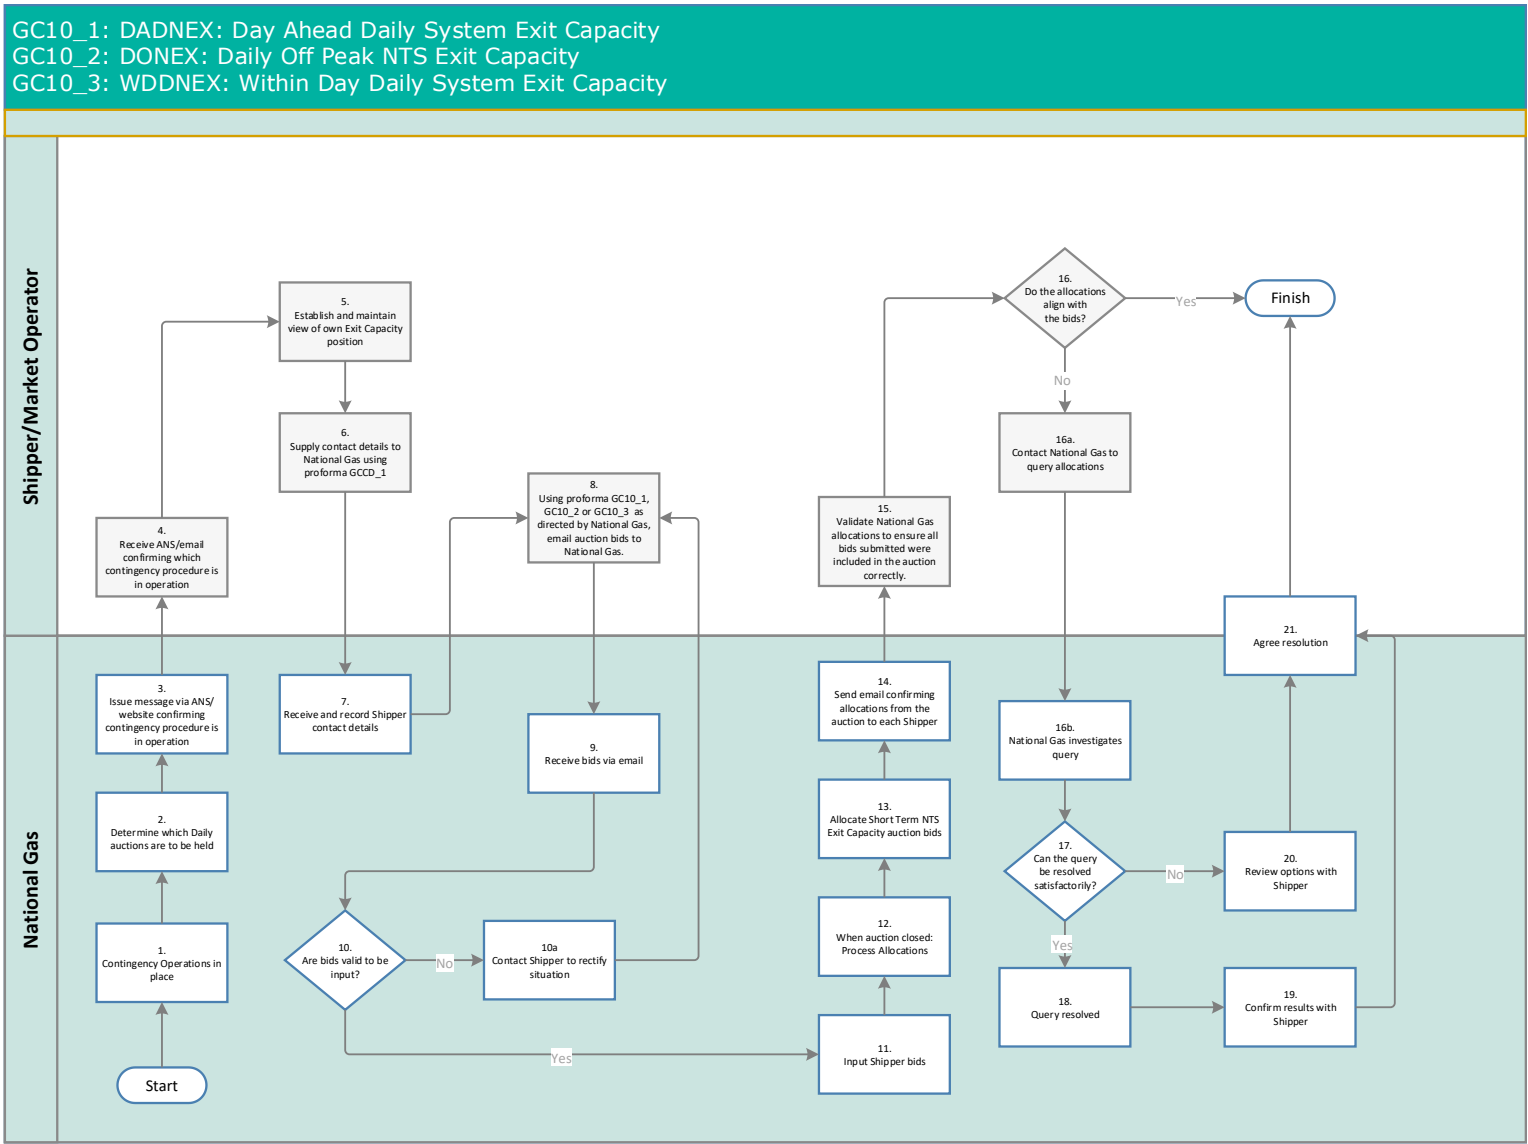 GC10_1: DADNEX: Day Ahead Daily System Exit Capacity
GC10_2: DONEX: Daily Off Peak NTS Exit Capacity
GC10_3: WDDNEX: Within Day Daily System Exit Capacity
Shipper/Market Operator
National Gas
Start
1.
Contingency Operations in
place
2.
Determine which Daily
auctions are to be held
3.
Issue message via ANS/
website confirming
contingency procedure is
in operation
4.
Receive ANS/email
confirming which
contingency procedure is
in operation
5.
Establish and maintain
view of own Exit Capacity
position
6.
Supply contact details to
National Gas using
proforma GCCD_1
7.
Receive and record Shipper
contact details
8.
Using proforma GC10_1,
GC10_2 or GC10_3 as
directed by National Gas,
email auction bids to
National Gas.
9.
Receive bids via email
10.
Are bids valid to be
input?
No
10a
Contact Shipper to rectify
situation
Yes
11.
Input Shipper bids
12.
When auction closed:
Process Allocations
13.
Allocate Short Term NTS
Exit Capacity auction bids
14.
Send email confirming
allocations from the
auction to each Shipper
15.
Validate National Gas
allocations to ensure all
bids submitted were
included in the auction
correctly.
16.
Do the allocations
align with
the bids?
Yes
Finish
No
16a.
Contact National Gas to
query allocations
16b.
National Gas investigates
query
17.
Can the query
be resolved
satisfactorily?
No
Yes
18.
Query resolved
19.
Confirm results with
Shipper
20.
Review options with
Shipper
21.
Agree resolution